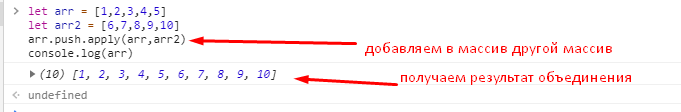 let arr = [1,2,3,4,5]
let arr2 = [6,7,8,9,10]
arr.push.apply(arr,arr2)
добавляем в массив другой массив
console.log(arr)
(10) [1, 2, 3, 4, 5, 6, 7, 8, 9, 10]
получаем результат объединения
undefined